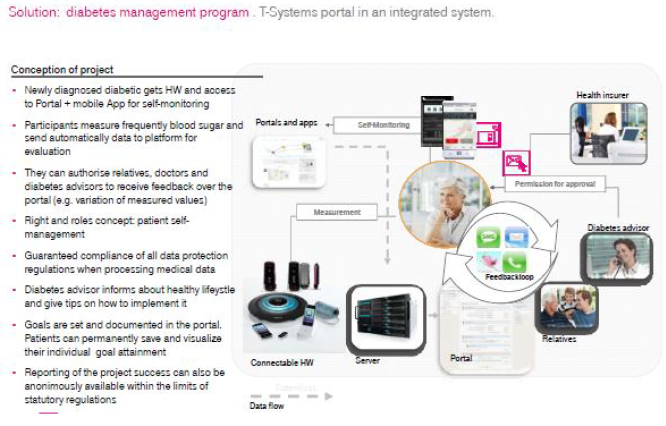 Solution: diabetes management program . T-Systems portal in an integrated system.
Conception of project
- Newly diagnosed diabetic gets HW and access
to Portal + mobile App for self-monitoring
- Participants measure frequently blood sugar and
send automatically data to platform for
evaluation
- They can authorise relatives, doctors and
diabetes advisors to receive feedback over the
portal (e.g. variation of measured values)
- Right and roles concept: patient self-
management
- Guaranteed compliance of all data protection
regulations when processing medical data
- Diabetes advisor informs about healthy lifeystle
and give tips on how to implement it
- Goals are set and documented in the portal.
Patients can permanently save and visualize
their individual goal attainment
- Reporting of the project success can also be
anonimously available within the limits of
statutory regulations
Health insurer
Portals and apps
Self-Monitoring
Permission for approval
Measurement
Diabetes advisor
Feedbackloop
Relatives
Connectable HW
Server
Portal
Data flow